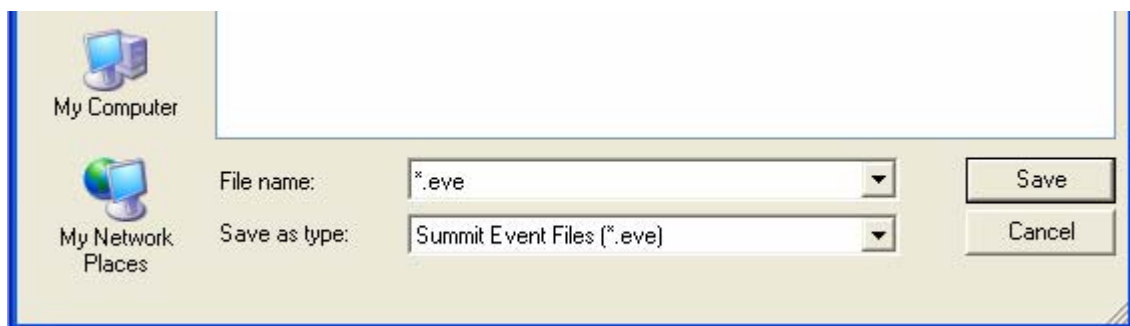 My Computer
File name:
*.eve
Save
Save as type:
Summit Event Files (*.eve)
Cancel
My Network
Places